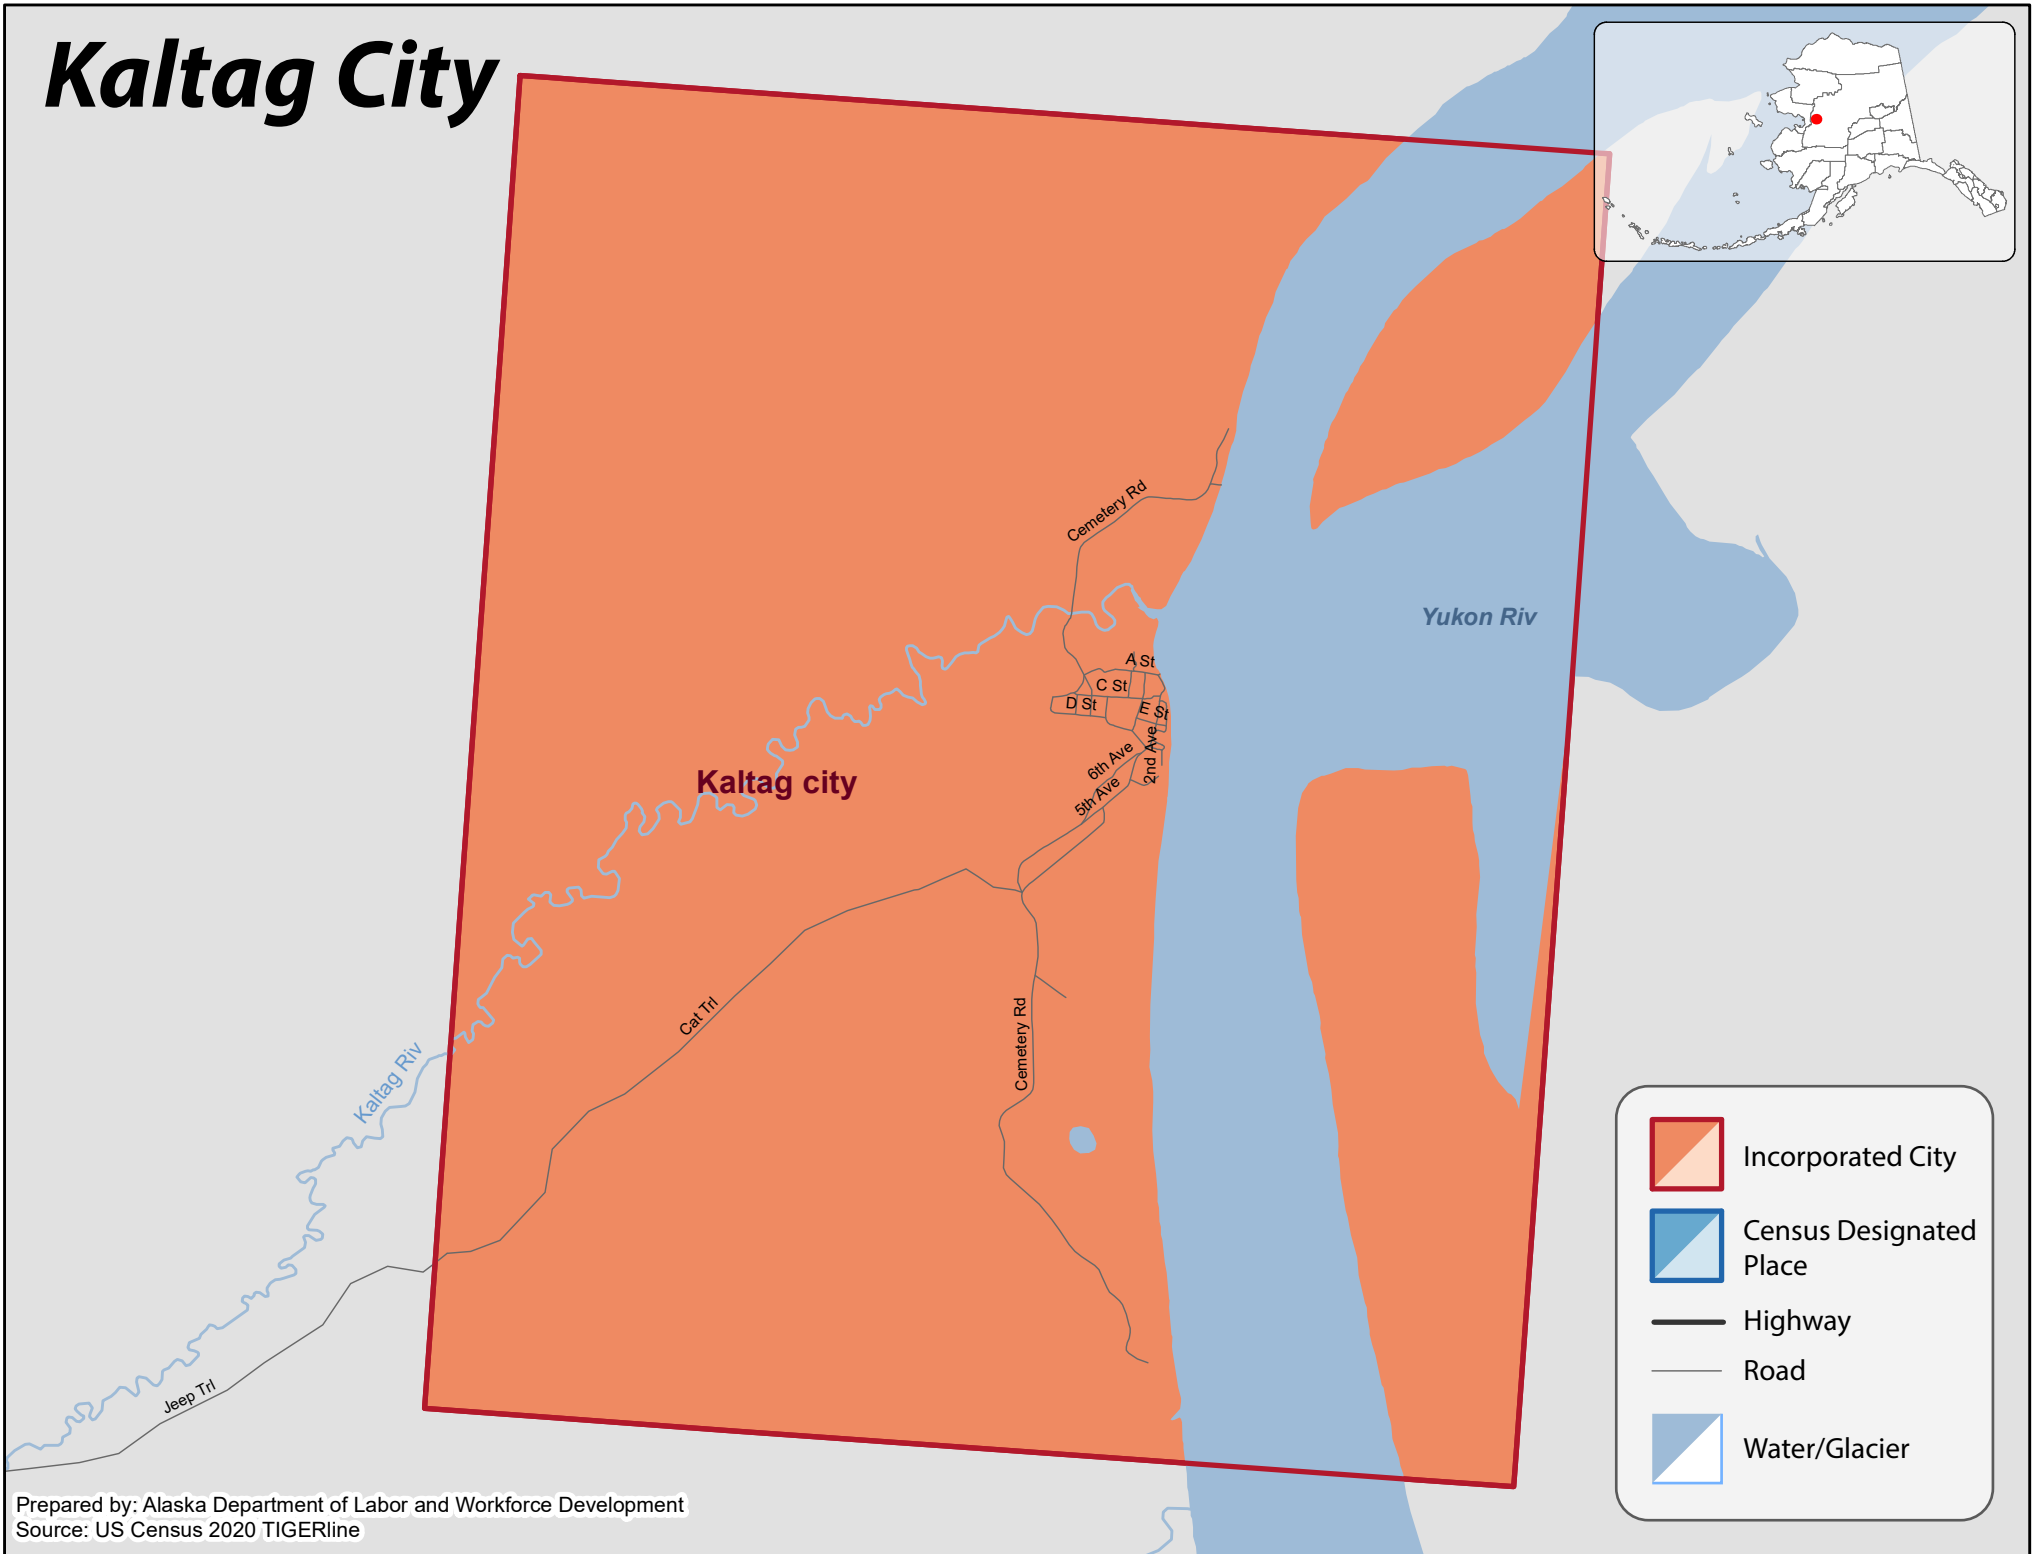 Kaltag City
Cemetery Rd
Yukon Riv
A St
C St
D St
E St
2nd Ave
6th Ave
5th Ave
Kaltag city
Cat Trl
Cemetery Rd
Kaltag Riv
Jeep Trl
Incorporated City
Census Designated
Place
Highway
Road
Water/Glacier
Prepared by: Alaska Department of Labor and Workforce Development
Source: US Census 2020 TIGERline